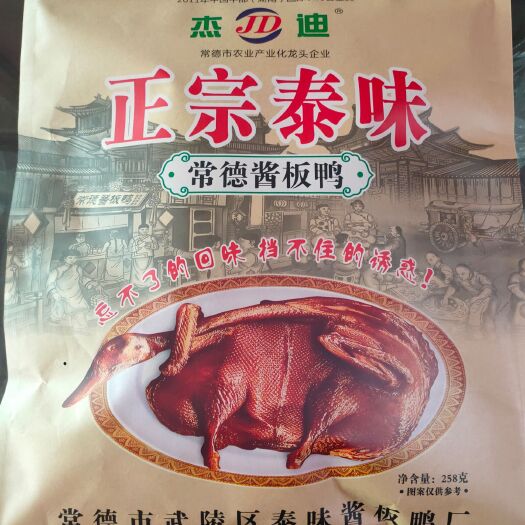 杰 JD 迪®
常德市农业产业化龙头企业
正宗泰味
常德酱板鸭
常德酱板鸭
忘不了的回味 挡不住的诱惑!
净含量:258克
·图案仅供参考·
常德市武陵区泰味酱板鸭厂